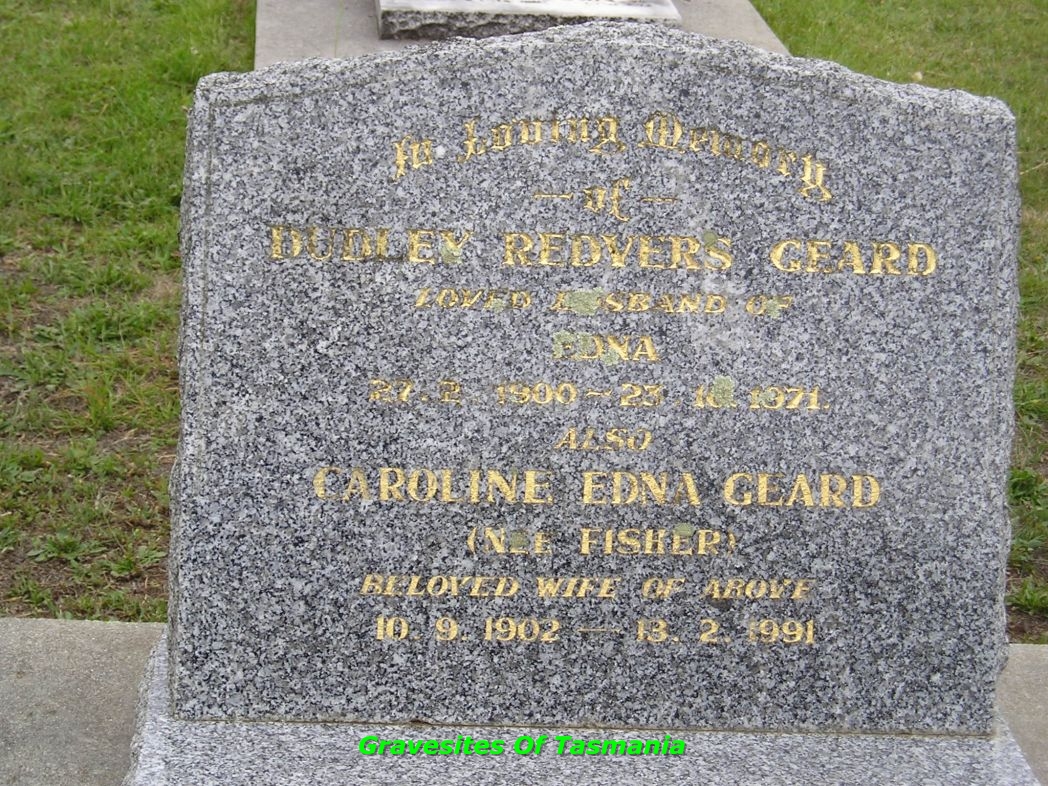 In Loving Memory
— of —
DUDLEY REDVERS GEARD
LOVED HUSBAND OF
EDNA
27. 2. 1900 ~ 23. 10. 1971.
ALSO
CAROLINE EDNA GEARD
(NEE FISHER)
BELOVED WIFE OF ABOVE
10. 9. 1902 — 13. 2. 1991
Gravesites Of Tasmania